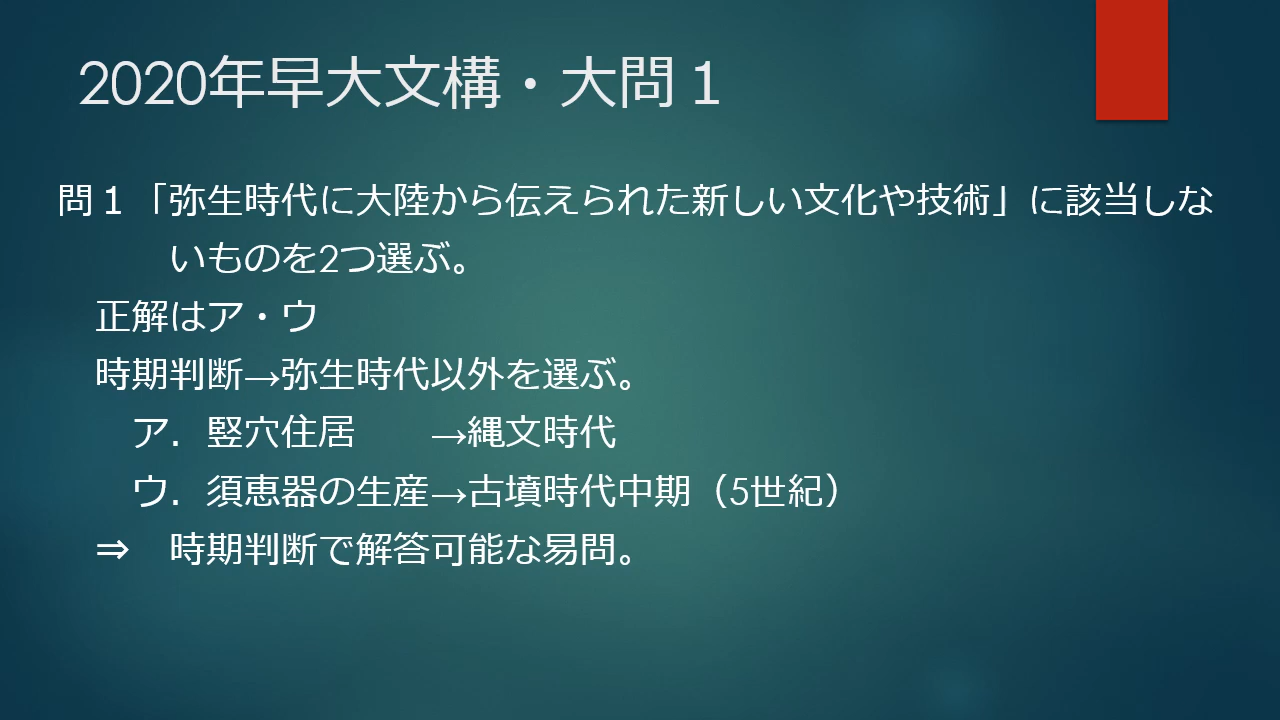 2020年早大文構・大問１
問１「弥生時代に大陸から伝えられた新しい文化や技術」に該当しな
いものを2つ選ぶ。
正解はア・ウ
時期判断→弥生時代以外を選ぶ。
ア．竪穴住居　　→縄文時代
ウ．須恵器の生産→古墳時代中期（5世紀）
⇒　時期判断で解答可能な易問。